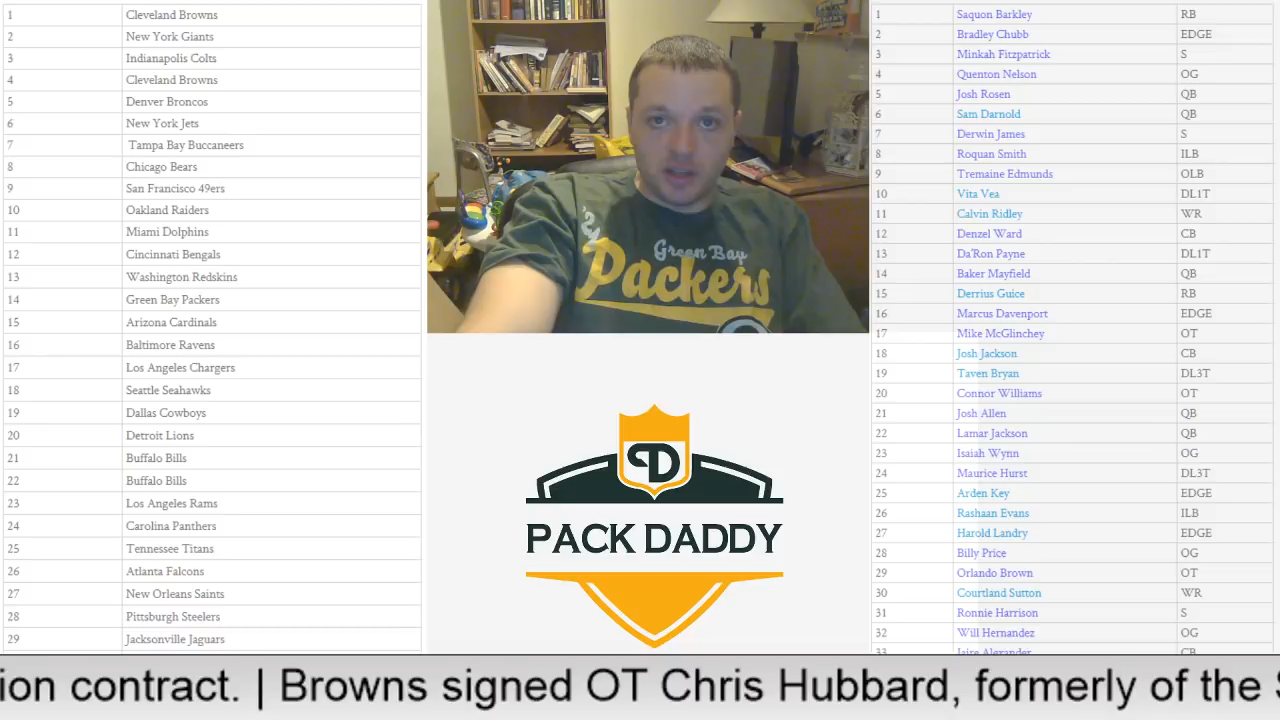 1 Cleveland Browns
2 New York Giants
3 Indianapolis Colts
4 Cleveland Browns
5 Denver Broncos
6 New York Jets
7 Tampa Bay Buccaneers
8 Chicago Bears
9 San Francisco 49ers
10 Oakland Raiders
11 Miami Dolphins
12 Cincinnati Bengals
13 Washington Redskins
14 Green Bay Packers
15 Arizona Cardinals
16 Baltimore Ravens
17 Los Angeles Chargers
18 Seattle Seahawks
19 Dallas Cowboys
20 Detroit Lions
21 Buffalo Bills
22 Buffalo Bills
23 Los Angeles Rams
24 Carolina Panthers
25 Tennessee Titans
26 Atlanta Falcons
27 New Orleans Saints
28 Pittsburgh Steelers
29 Jacksonville Jaguars
Green Bay
Packers
PD
PACK DADDY
1 Saquon Barkley RB
2 Bradley Chubb EDGE
3 Minkah Fitzpatrick S
4 Quenton Nelson OG
5 Josh Rosen QB
6 Sam Darnold QB
7 Derwin James S
8 Roquan Smith ILB
9 Tremaine Edmunds OLB
10 Vita Vea DL1T
11 Calvin Ridley WR
12 Denzel Ward CB
13 Da'Ron Payne DL1T
14 Baker Mayfield QB
15 Derrius Guice RB
16 Marcus Davenport EDGE
17 Mike McGlinchey OT
18 Josh Jackson CB
19 Taven Bryan DL3T
20 Connor Williams OT
21 Josh Allen QB
22 Lamar Jackson QB
23 Isaiah Wynn OG
24 Maurice Hurst DL3T
25 Arden Key EDGE
26 Rashaan Evans ILB
27 Harold Landry EDGE
28 Billy Price OG
29 Orlando Brown OT
30 Courtland Sutton WR
31 Ronnie Harrison S
32 Will Hernandez OG
33 Jaire Alexander CB
ion contract. | Browns signed OT Chris Hubbard, formerly of the S